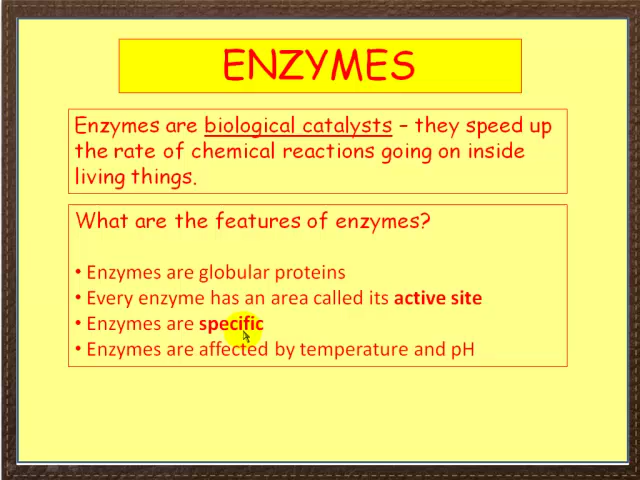 ENZYMES
Enzymes are biological catalysts – they speed up
the rate of chemical reactions going on inside
living things.
What are the features of enzymes?
• Enzymes are globular proteins
• Every enzyme has an area called its active site
• Enzymes are specific
• Enzymes are affected by temperature and pH